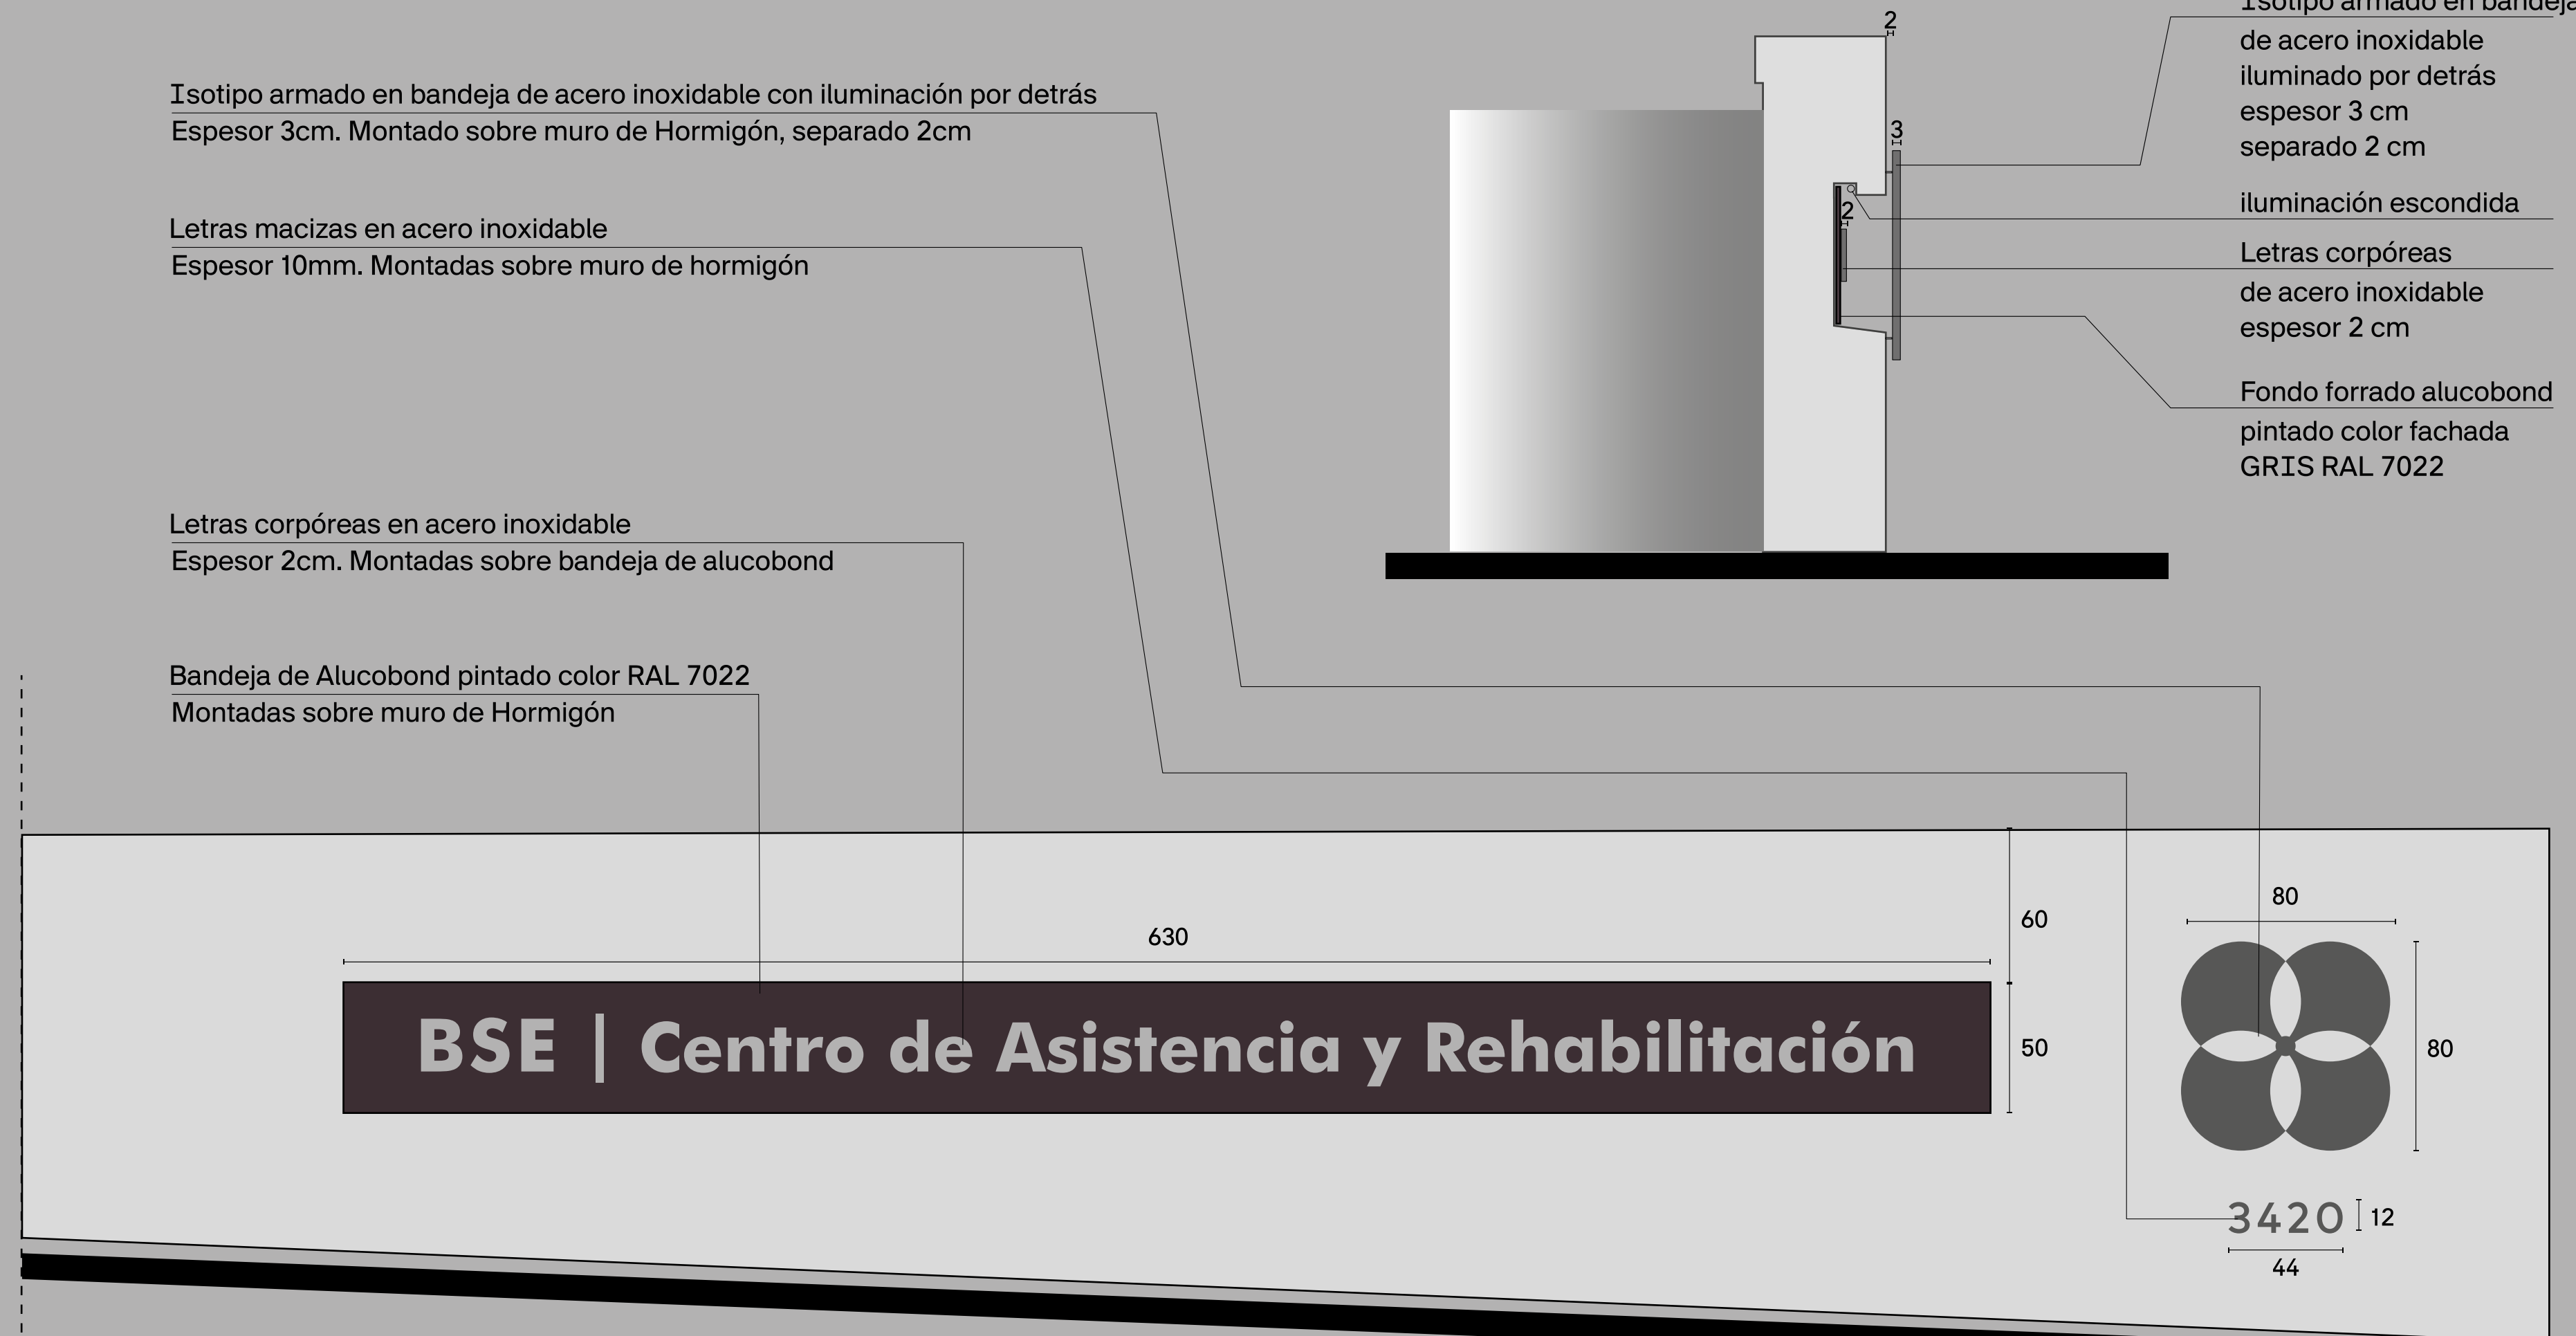 Isotipo armado en bandeja de acero inoxidable con iluminación por detrás
Espesor 3cm. Montado sobre muro de Hormigón, separado 2cm
Letras macizas en acero inoxidable
Espesor 10mm. Montadas sobre muro de hormigón
Letras corpóreas en acero inoxidable
Espesor 2cm. Montadas sobre bandeja de alucobond
Bandeja de Alucobond pintado color RAL 7022
Montadas sobre muro de Hormigón
2
3
2
Isotipo armado en bandeja
de acero inoxidable
iluminado por detrás
espesor 3 cm
separado 2 cm
iluminación escondida
Letras corpóreas
de acero inoxidable
espesor 2 cm
Fondo forrado alucobond
pintado color fachada
GRIS RAL 7022
630
60
50
80
80
BSE | Centro de Asistencia y Rehabilitación
3420
12
44